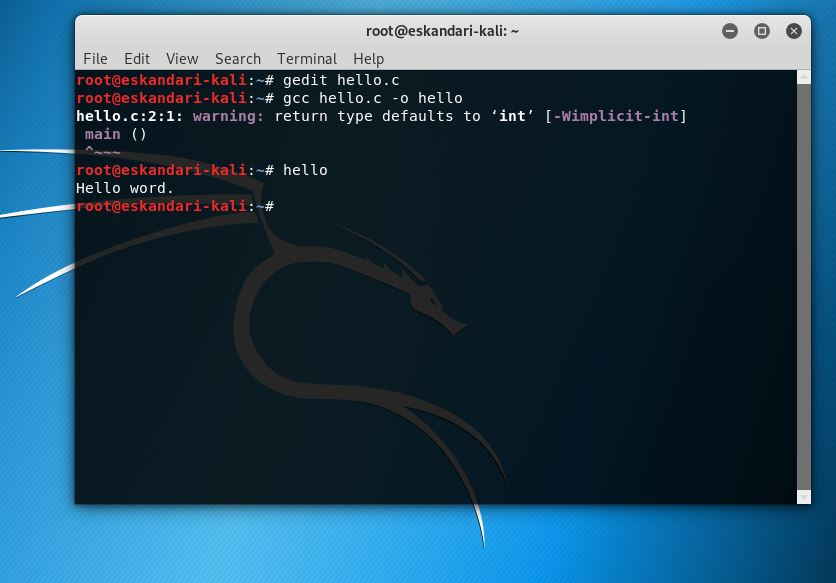 root@eskandari-kali: ~
File Edit View Search Terminal Help
root@eskandari-kali:~# gedit hello.c
root@eskandari-kali:~# gcc hello.c -o hello
hello.c:2:1: warning: return type defaults to ‘int’ [-Wimplicit-int]
 main ()
 ^~~~
root@eskandari-kali:~# hello
Hello word.
root@eskandari-kali:~#